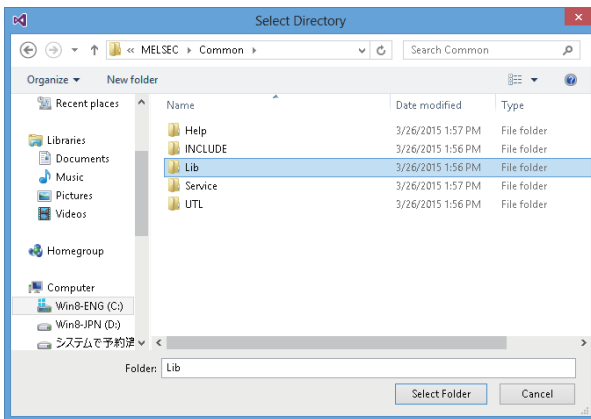 Select Directory
« MELSEC ▸ Common ▸
Search Common
Organize ▾ New folder
Recent places
Libraries
Documents
Music
Pictures
Videos
Homegroup
Computer
Win8-ENG (C:)
Win8-JPN (D:)
システムで予約済
Name Date modified Type
Help 3/26/2015 1:57 PM File folder
INCLUDE 3/26/2015 1:56 PM File folder
Lib 3/26/2015 1:56 PM File folder
Service 3/26/2015 1:57 PM File folder
UTL 3/26/2015 1:56 PM File folder
Folder: Lib
Select Folder Cancel